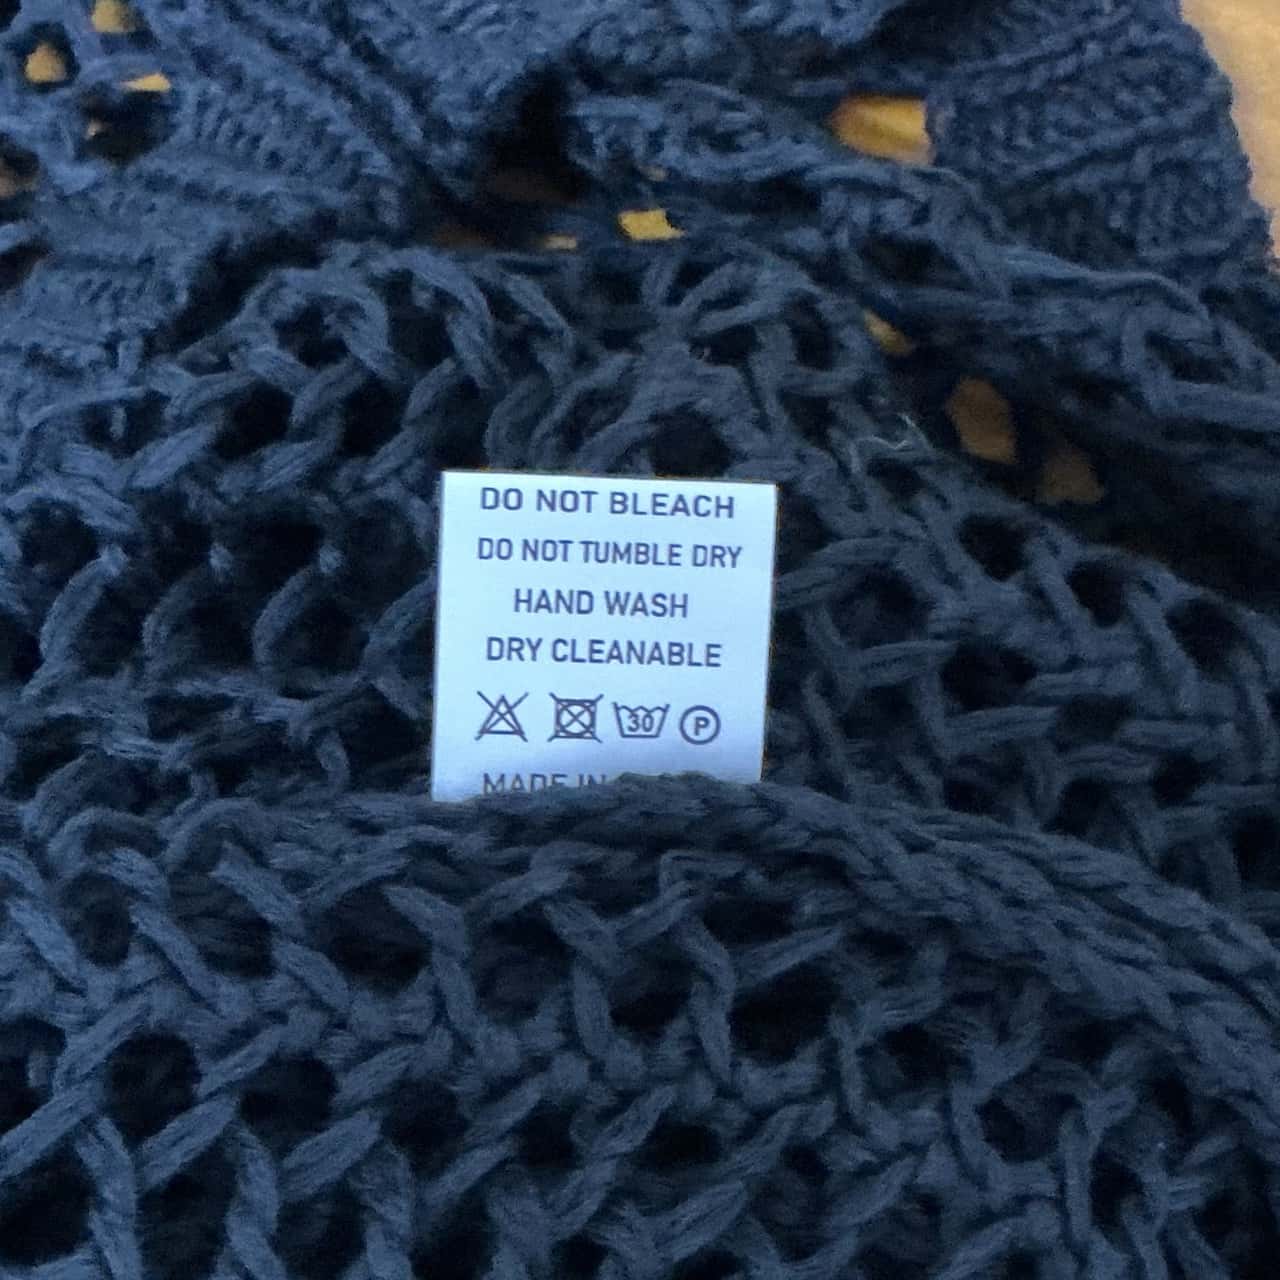 DO NOT BLEACH
DO NOT TUMBLE DRY
HAND WASH
DRY CLEANABLE
30 P
MADE IN